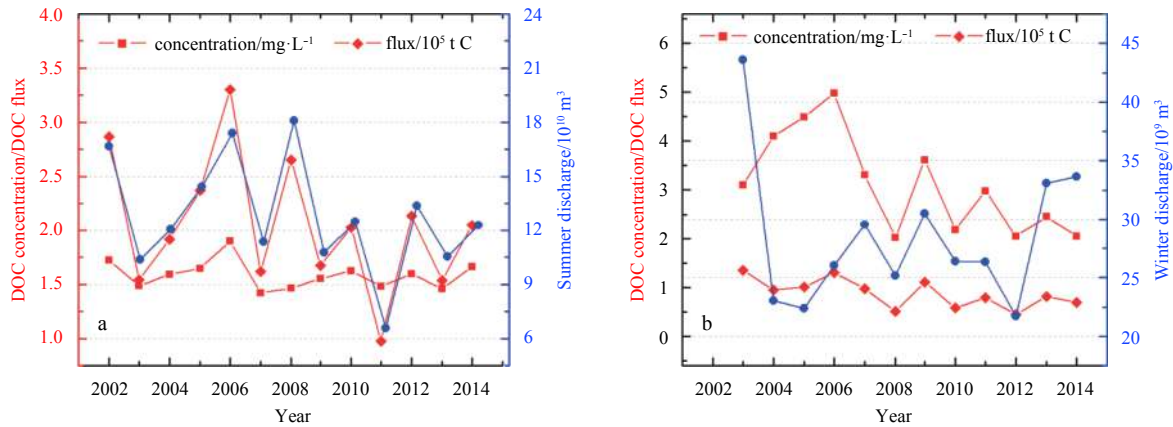 DOC concentration/DOC flux
4.0
3.5
3.0
2.5
2.0
1.5
1.0
concentration/mg·L⁻¹ flux/10⁵ t C
a
2002 2004 2006 2008 2010 2012 2014
Year
24
21
18
15
12
9
6
Summer discharge/10¹⁰ m³
DOC concentration/DOC flux
6
5
4
3
2
1
0
concentration/mg·L⁻¹ flux/10⁵ t C
b
2002 2004 2006 2008 2010 2012 2014
Year
45
40
35
30
25
20
Winter discharge/10⁹ m³